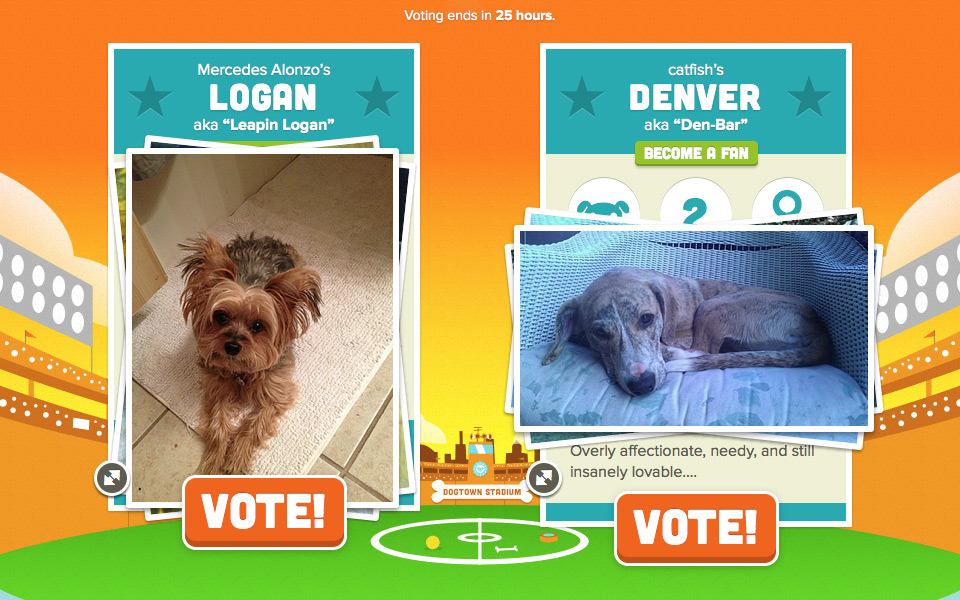 Voting ends in 25 hours.
Mercedes Alonzo’s
LOGAN
aka “Leapin Logan”
catfish’s
DENVER
aka “Den-Bar”
BECOME A FAN
2
Overly affectionate, needy, and still
insanely lovable....
DOGTOWN STADIUM
VOTE!
VOTE!